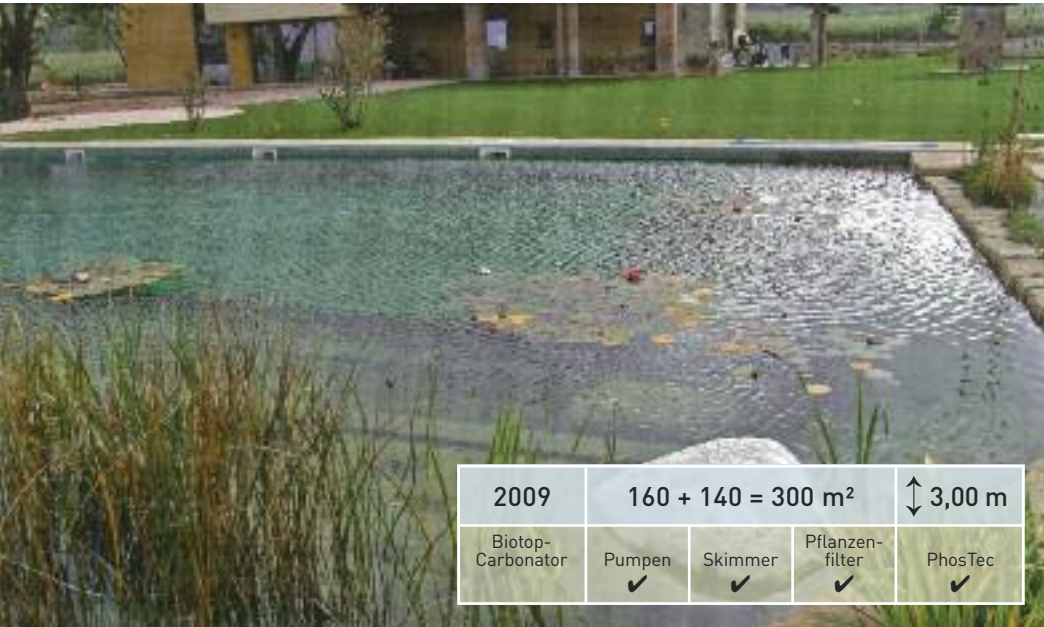 2009
160 + 140 = 300 m²
↕ 3,00 m
Biotop-
Carbonator
Pumpen
✔
Skimmer
✔
Pflanzen-
filter
✔
PhosTec
✔